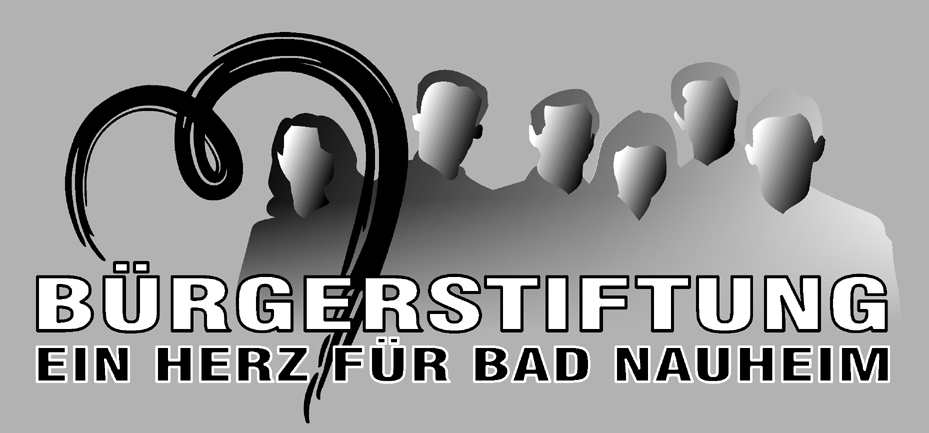 BÜRGERSTIFTUNG
EIN HERZ FÜR BAD NAUHEIM